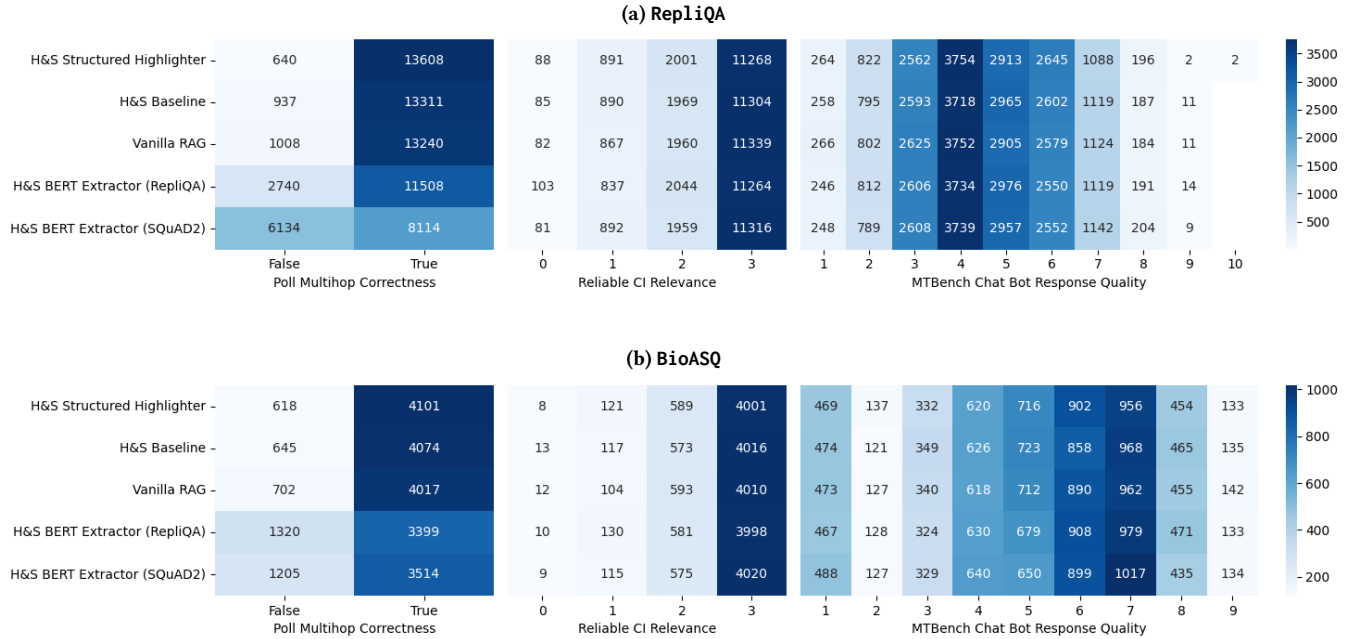 (a) RepliQA
H&S Structured Highlighter 640 13608 88 891 2001 11268 264 822 2562 3754 2913 2645 1088 196 2 2
H&S Baseline 937 13311 85 890 1969 11304 258 795 2593 3718 2965 2602 1119 187 11
Vanilla RAG 1008 13240 82 867 1960 11339 266 802 2625 3752 2905 2579 1124 184 11
H&S BERT Extractor (RepliQA) 2740 11508 103 837 2044 11264 246 812 2606 3734 2976 2550 1119 191 14
H&S BERT Extractor (SQuAD2) 6134 8114 81 892 1959 11316 248 789 2608 3739 2957 2552 1142 204 9
False True 0 1 2 3 1 2 3 4 5 6 7 8 9 10
Poll Multihop Correctness Reliable CI Relevance MTBench Chat Bot Response Quality
3500
3000
2500
2000
1500
1000
500
(b) BioASQ
H&S Structured Highlighter 618 4101 8 121 589 4001 469 137 332 620 716 902 956 454 133
H&S Baseline 645 4074 13 117 573 4016 474 121 349 626 723 858 968 465 135
Vanilla RAG 702 4017 12 104 593 4010 473 127 340 618 712 890 962 455 142
H&S BERT Extractor (RepliQA) 1320 3399 10 130 581 3998 467 128 324 630 679 908 979 471 133
H&S BERT Extractor (SQuAD2) 1205 3514 9 115 575 4020 488 127 329 640 650 899 1017 435 134
False True 0 1 2 3 1 2 3 4 5 6 7 8 9
Poll Multihop Correctness Reliable CI Relevance MTBench Chat Bot Response Quality
1000
800
600
400
200